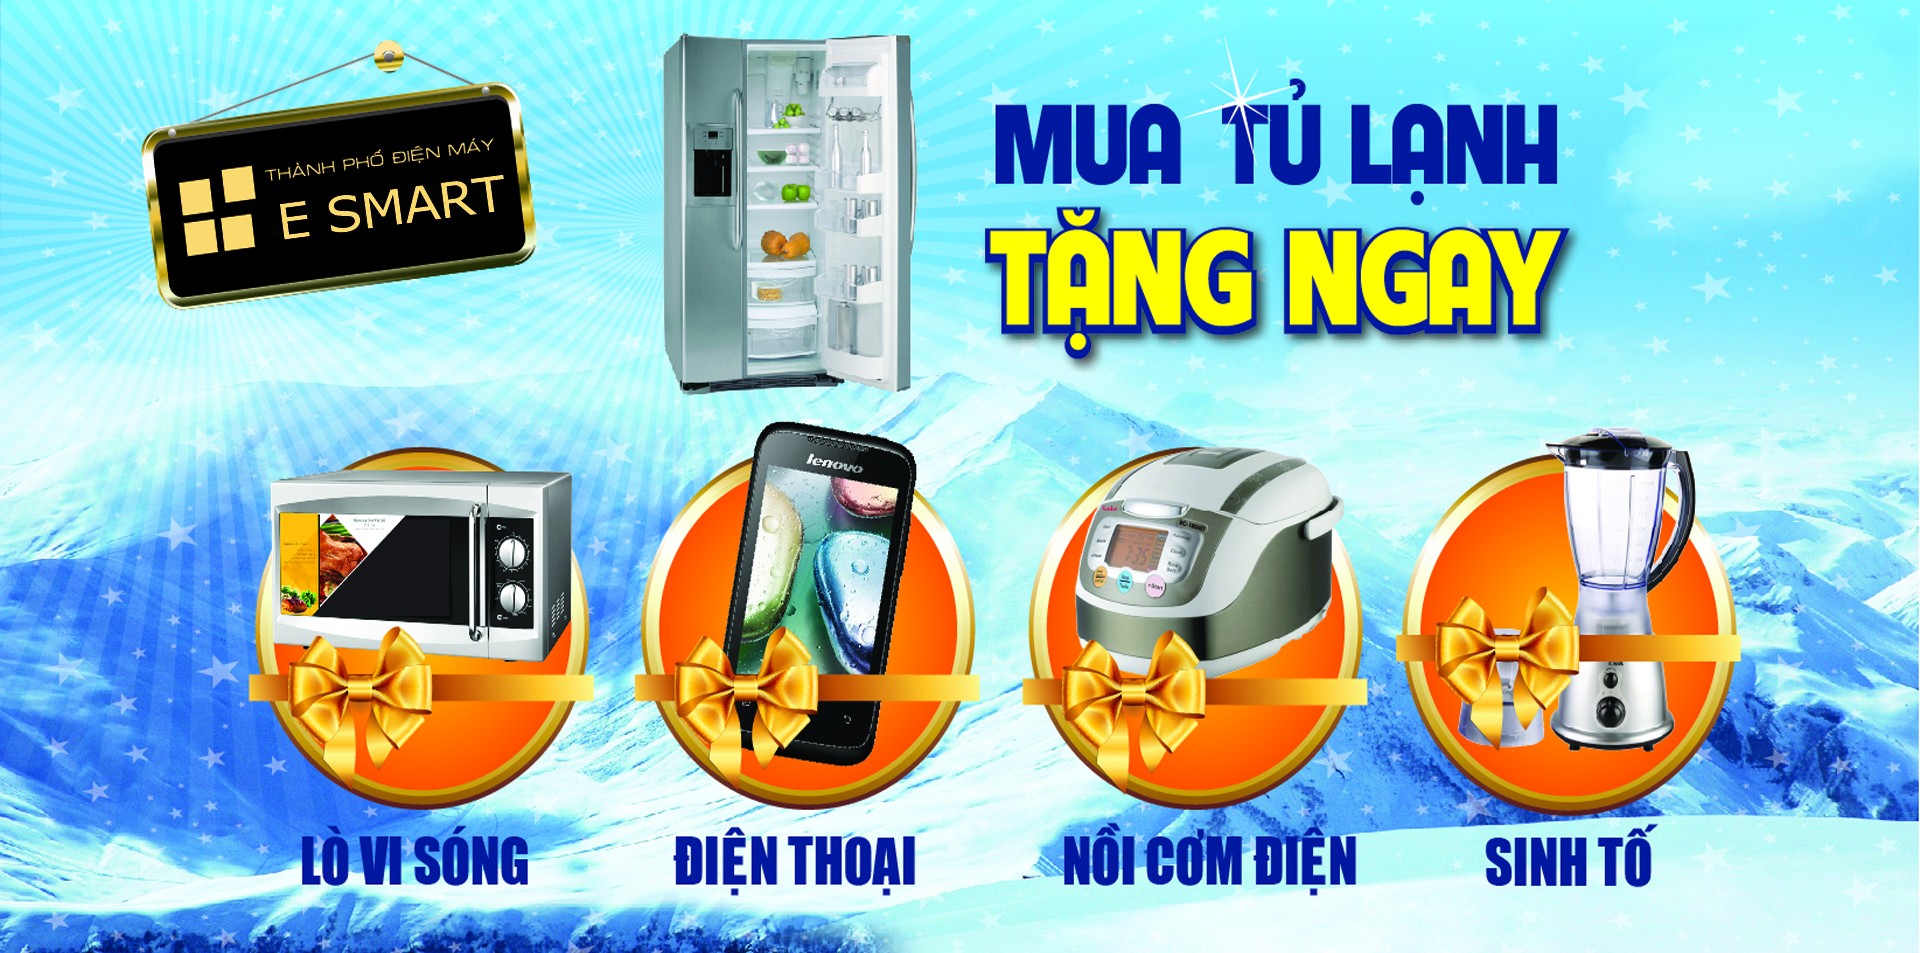 THÀNH PHỐ ĐIỆN MÁY
E SMART
MUA TỦ LẠNH
TẶNG NGAY
lenovo
LÒ VI SÓNG
ĐIỆN THOẠI
NỒI CƠM ĐIỆN
SINH TỐ